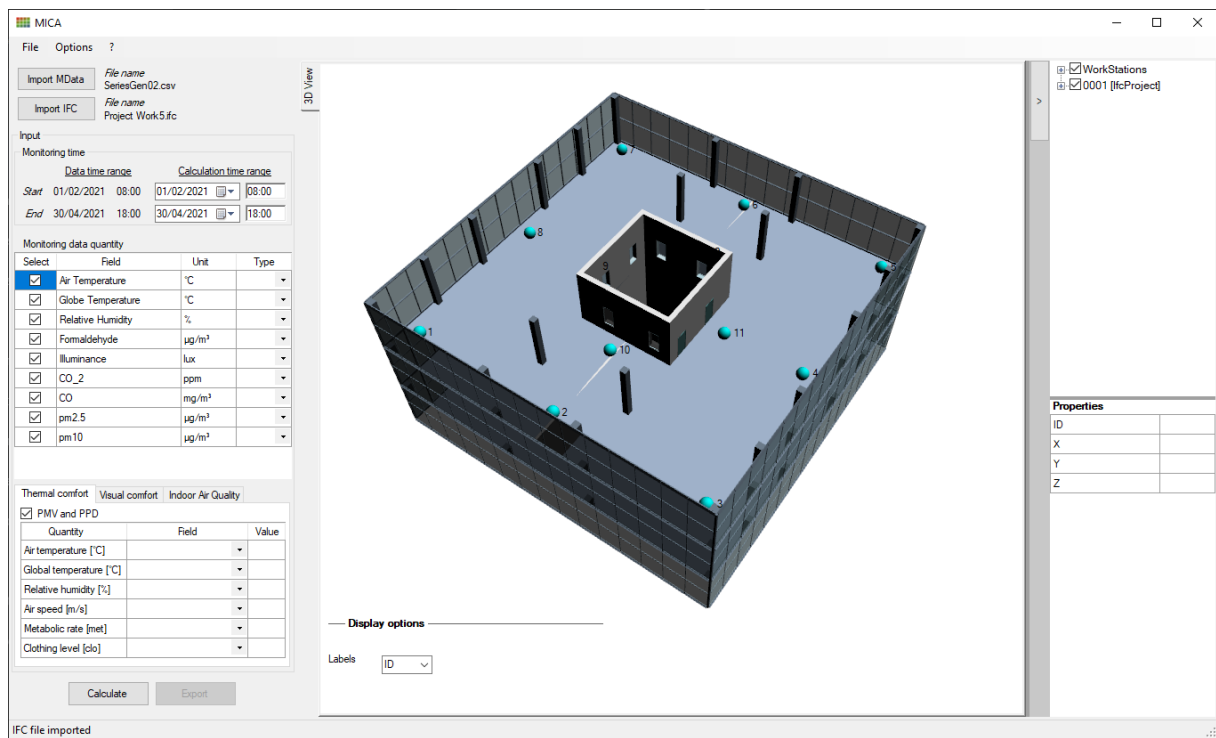 MICA
File Options ?
Import MData File name
SeriesGen02.csv
Import IFC File name
Project Work5.ifc
Input
Monitoring time
Data time range Calculation time range
Start 01/02/2021 08:00 01/02/2021 08:00
End 30/04/2021 18:00 30/04/2021 18:00
Monitoring data quantity
Select Field Unit Type
Air Temperature °C
Globe Temperature °C
Relative Humidity %
Formaldehyde µg/m³
Illuminance lux
CO_2 ppm
CO mg/m³
pm2.5 µg/m³
pm10 µg/m³
Thermal comfort Visual comfort Indoor Air Quality
PMV and PPD
Quantity Field Value
Air temperature [°C]
Global temperature [°C]
Relative humidity [%]
Air speed [m/s]
Metabolic rate [met]
Clothing level [clo]
Calculate Export
IFC file imported
3D View
7
6
8
9
5
1
11
10
4
2
3
Display options
Labels ID
>
WorkStations
0001 [IfcProject]
Properties
ID
X
Y
Z